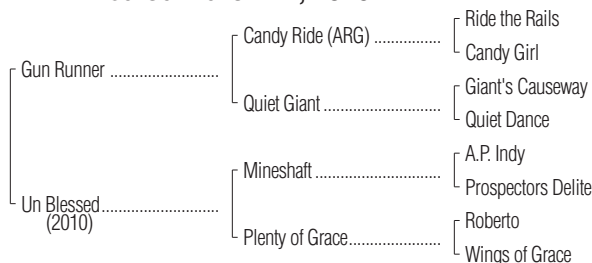 Ride the Rails
Candy Ride (ARG) ..................
Candy Girl
Gun Runner ............................
Giant's Causeway
Quiet Giant ..............................
Quiet Dance
A.P. Indy
Mineshaft .................................
Prospectors Delite
Un Blessed..............................
(2010)
Roberto
Plenty of Grace........................
Wings of Grace